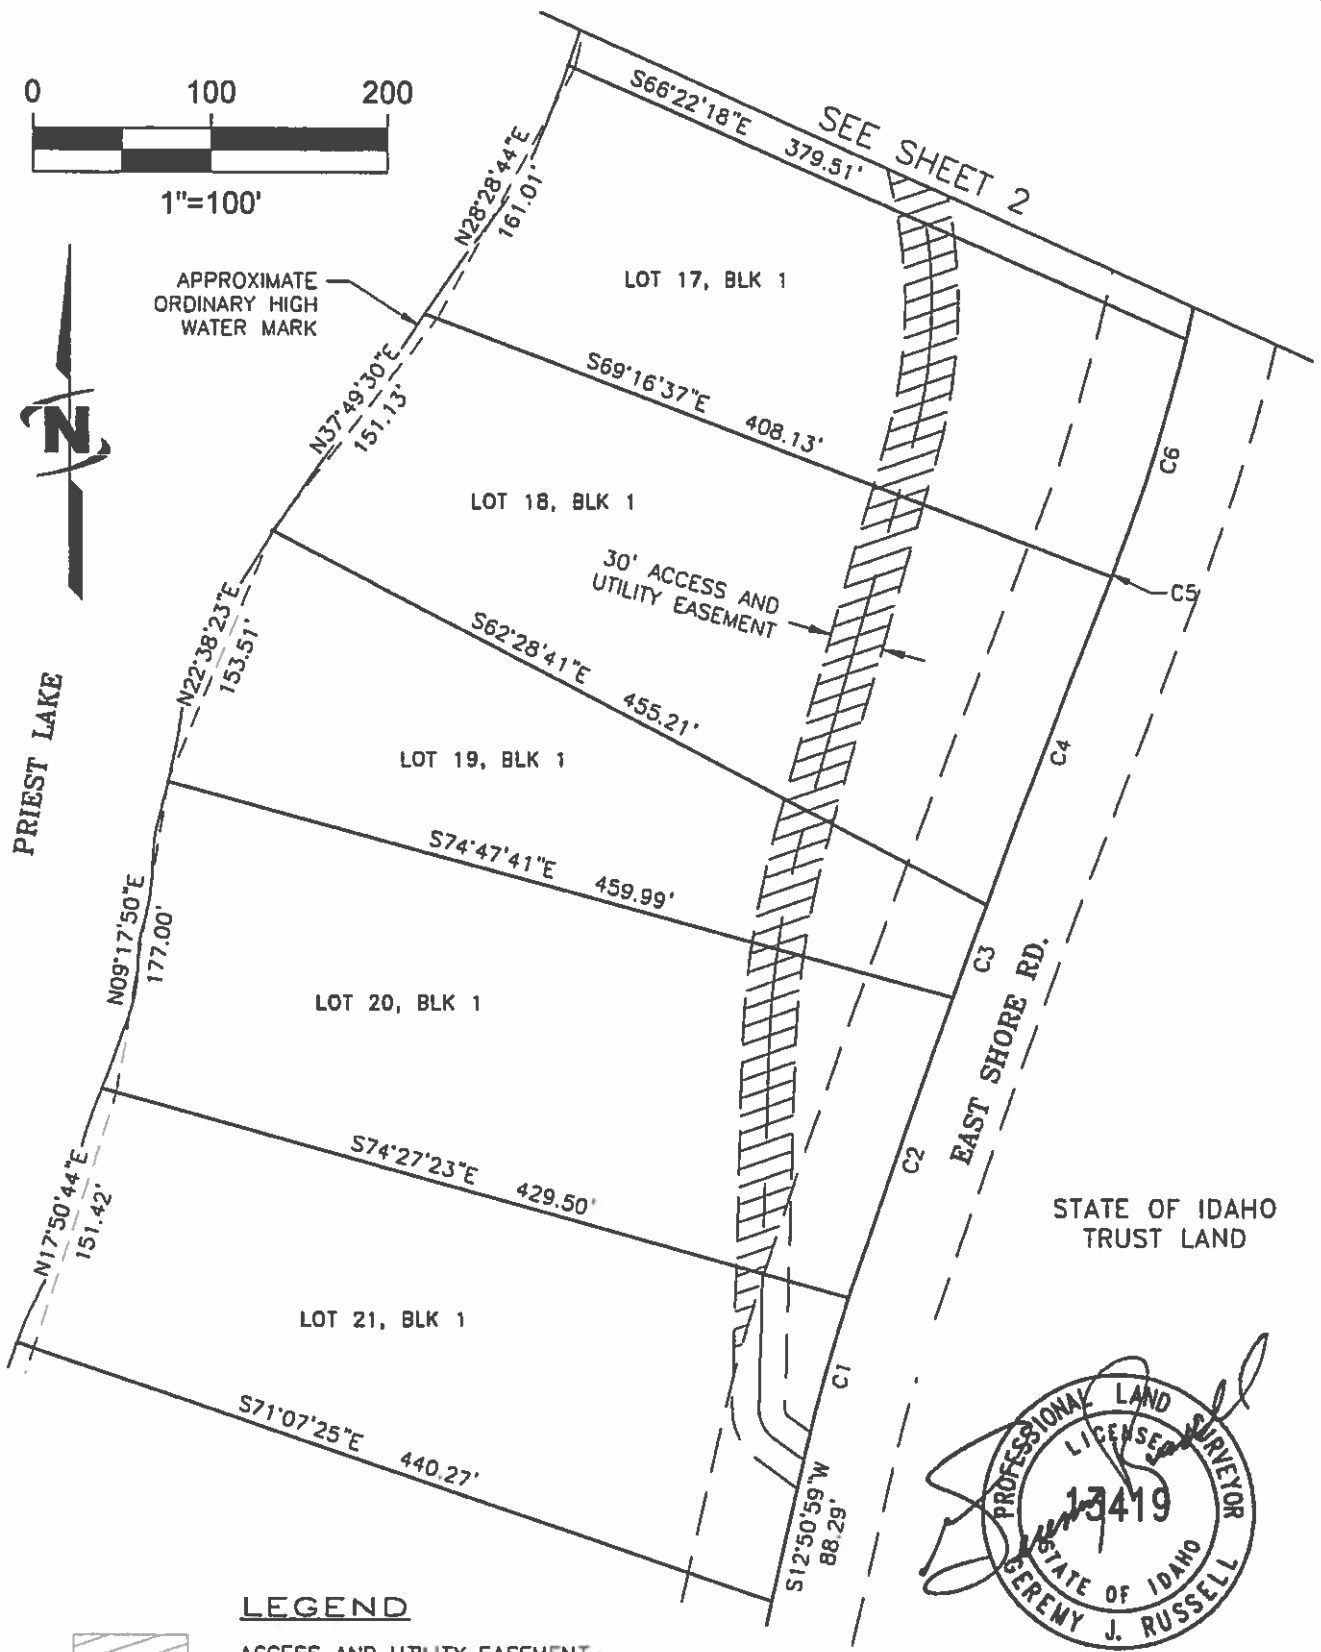 0 100 200
1"=100'
SEE SHEET 2
S66°22'18"E 379.51'
N28°28'44"E
161.01'
APPROXIMATE
ORDINARY HIGH
WATER MARK
LOT 17, BLK 1
N
N37°49'30"E
151.13'
S69°16'37"E 408.13'
C6
LOT 18, BLK 1
30' ACCESS AND
UTILITY EASEMENT
C5
N22°38'23"E
153.51'
S62°28'41"E 455.21'
PRIEST LAKE
LOT 19, BLK 1
C4
S74°47'41"E 459.99'
C3
N09°17'50"E
177.00'
LOT 20, BLK 1
EAST SHORE RD.
C2
S74°27'23"E 429.50'
N17°50'44"E
151.42'
STATE OF IDAHO
TRUST LAND
LOT 21, BLK 1
C1
S71°07'25"E 440.27'
S12°50'59"W
88.29'
PROFESSIONAL LAND SURVEYOR
LICENSED
13419
STATE OF IDAHO
GEREMY J. RUSSELL
LEGEND
ACCESS AND UTILITY EASEMENT